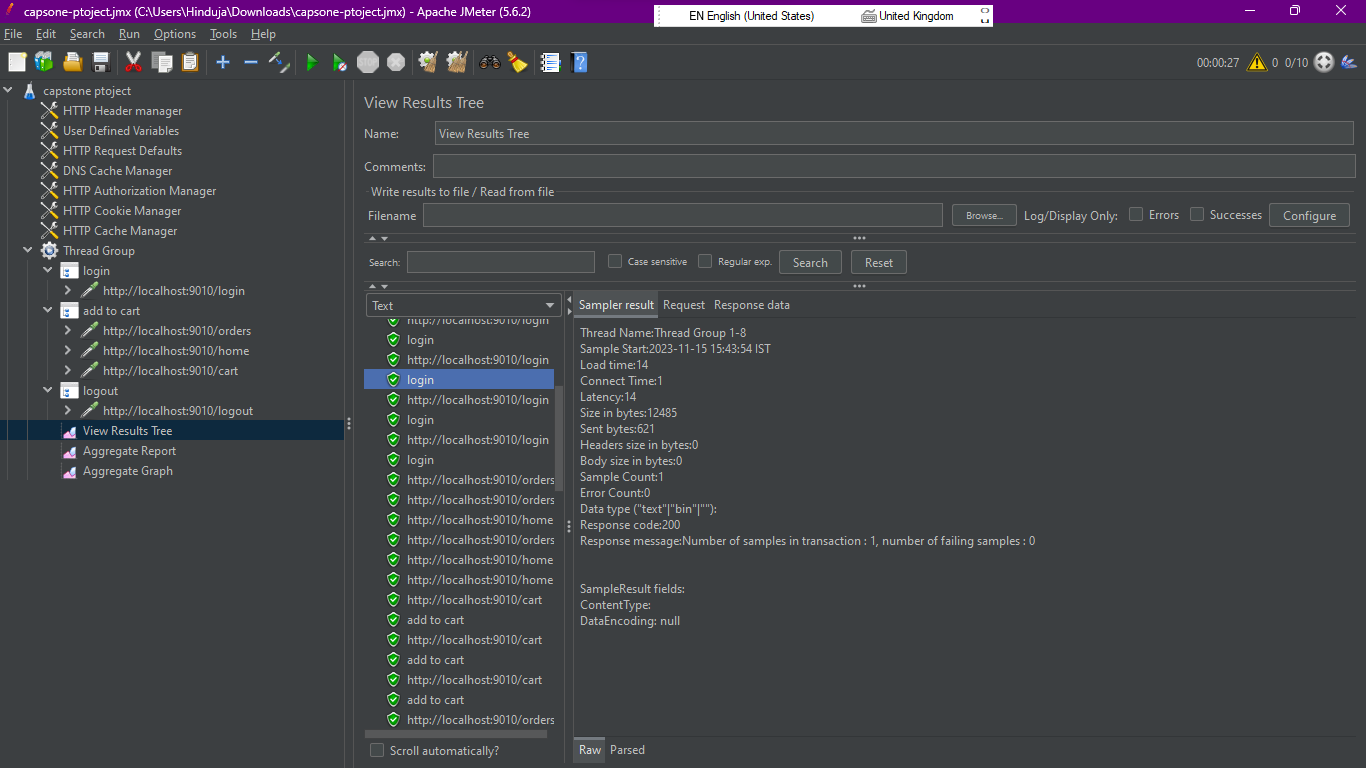 capsone-ptoject.jmx (C:\Users\Hinduja\Downloads\capsone-ptoject.jmx) - Apache JMeter (5.6.2)
EN English (United States)
United Kingdom
File Edit Search Run Options Tools Help
STOP
00:00:27 0 0/10
capstone ptoject
HTTP Header manager
User Defined Variables
HTTP Request Defaults
DNS Cache Manager
HTTP Authorization Manager
HTTP Cookie Manager
HTTP Cache Manager
Thread Group
login
http://localhost:9010/login
add to cart
http://localhost:9010/orders
http://localhost:9010/home
http://localhost:9010/cart
logout
http://localhost:9010/logout
View Results Tree
Aggregate Report
Aggregate Graph
View Results Tree
Name: View Results Tree
Comments:
Write results to file / Read from file
Filename Browse... Log/Display Only: Errors Successes Configure
Search: Case sensitive Regular exp. Search Reset
Text
http://localhost:9010/login
login
http://localhost:9010/login
login
http://localhost:9010/login
login
http://localhost:9010/login
login
http://localhost:9010/orders
http://localhost:9010/orders
http://localhost:9010/home
http://localhost:9010/orders
http://localhost:9010/home
http://localhost:9010/home
http://localhost:9010/cart
add to cart
http://localhost:9010/cart
add to cart
http://localhost:9010/cart
add to cart
http://localhost:9010/orders
Scroll automatically?
Sampler result Request Response data
Thread Name:Thread Group 1-8
Sample Start:2023-11-15 15:43:54 IST
Load time:14
Connect Time:1
Latency:14
Size in bytes:12485
Sent bytes:621
Headers size in bytes:0
Body size in bytes:0
Sample Count:1
Error Count:0
Data type ("text"|"bin"|""):
Response code:200
Response message:Number of samples in transaction : 1, number of failing samples : 0
SampleResult fields:
ContentType:
DataEncoding: null
Raw Parsed